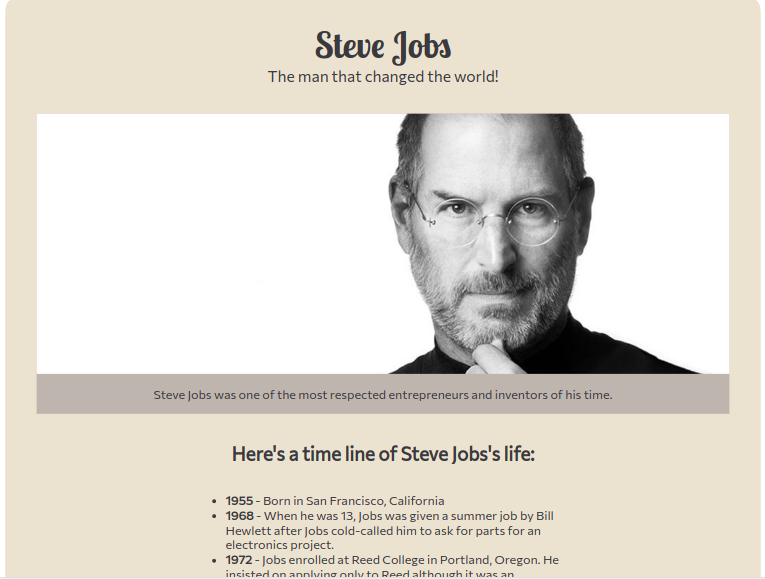 Steve Jobs
The man that changed the world!
Steve Jobs was one of the most respected entrepreneurs and inventors of his time.
Here's a time line of Steve Jobs's life:
1955 - Born in San Francisco, California
1968 - When he was 13, Jobs was given a summer job by Bill
Hewlett after Jobs cold-called him to ask for parts for an
electronics project.
1972 - Jobs enrolled at Reed College in Portland, Oregon. He
insisted on applying only to Reed although it was an